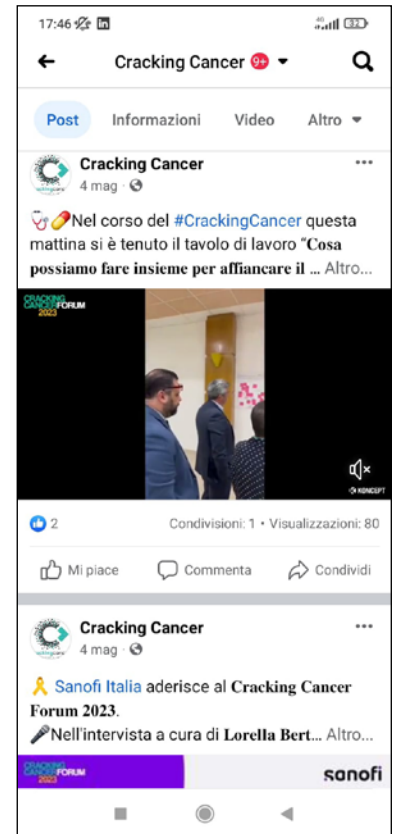 17:46
4G 32
Cracking Cancer 9+
Post Informazioni Video Altro
Cracking Cancer
4 mag
🩺💊Nel corso del #CrackingCancer questa
mattina si è tenuto il tavolo di lavoro “Cosa
possiamo fare insieme per affiancare il ... Altro...
CRACKING
CANCER FORUM
2023
KONCEPT
2 Condivisioni: 1 • Visualizzazioni: 80
Mi piace Commenta Condividi
Cracking Cancer
4 mag
🎗️ Sanofi Italia aderisce al Cracking Cancer
Forum 2023.
🎤Nell'intervista a cura di Lorella Bert... Altro...
CRACKING
CANCER FORUM
2023
sanofi